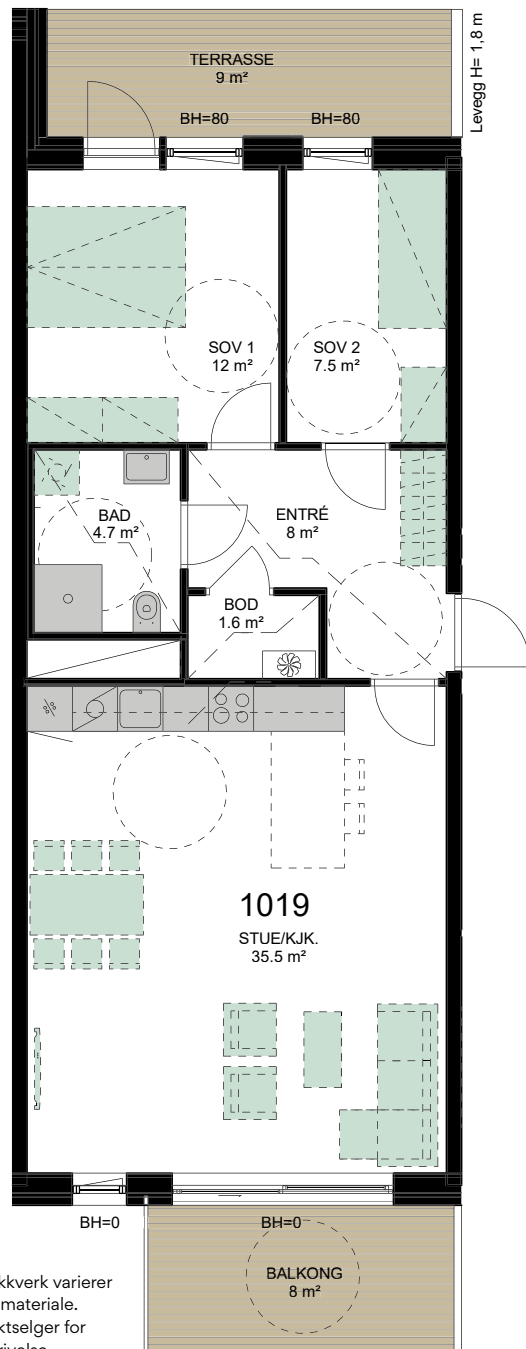 Levegg H= 1,8 m
TERRASSE
9 m²
BH=80
BH=80
SOV 1
12 m²
SOV 2
7.5 m²
BAD
4.7 m²
ENTRÉ
8 m²
BOD
1.6 m²
1019
STUE/KJK.
35.5 m²
BH=0
BH=0
BALKONG
8 m²
kkverk varierer
materiale.
ktselger for